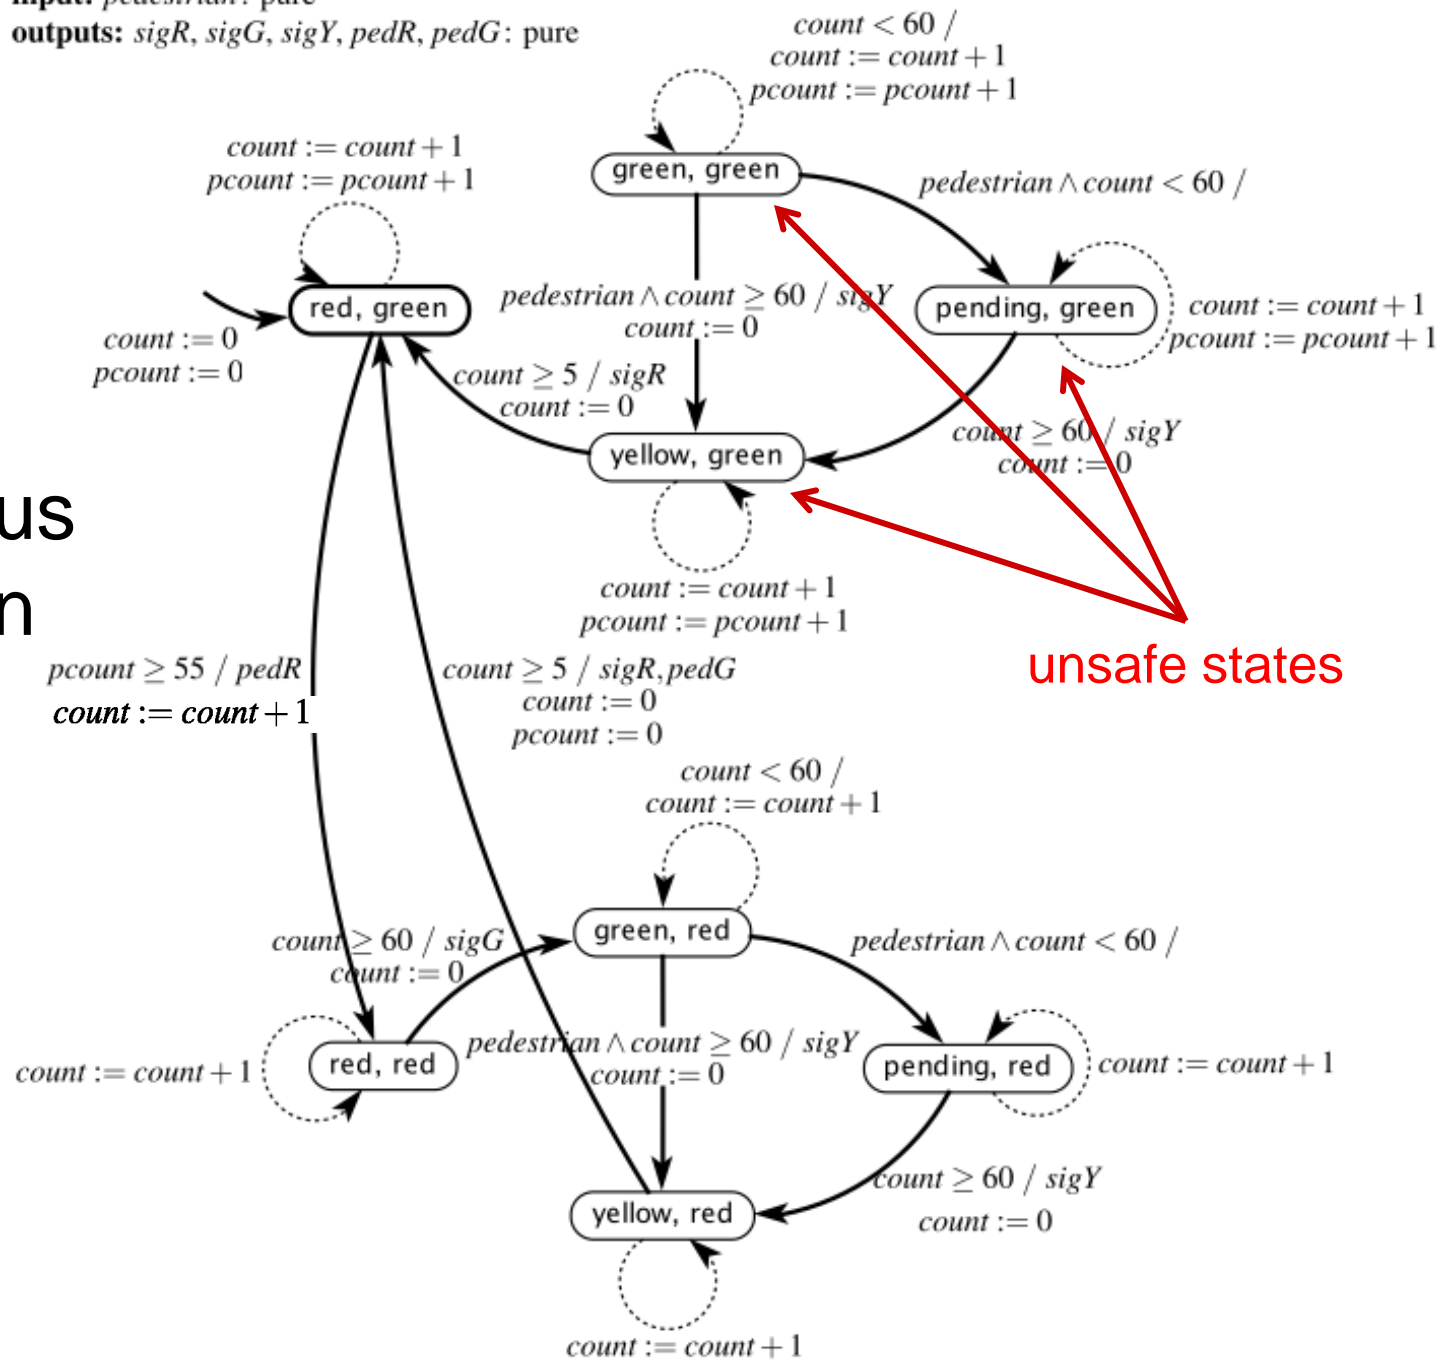 input: pedestrian: pure
outputs: sigR, sigG, sigY, pedR, pedG: pure
count < 60 /
count := count + 1
pcount := pcount + 1
count := count + 1
pcount := pcount + 1
green, green
pedestrian ∧ count < 60 /
red, green
count := 0
pcount := 0
pedestrian ∧ count ≥ 60 / sigY
count := 0
pending, green
count := count + 1
pcount := pcount + 1
count ≥ 5 / sigR
count := 0
yellow, green
count ≥ 60 / sigY
count := 0
us
n
count := count + 1
pcount := pcount + 1
unsafe states
pcount ≥ 55 / pedR
count := count + 1
count ≥ 5 / sigR, pedG
count := 0
pcount := 0
count < 60 /
count := count + 1
green, red
pedestrian ∧ count < 60 /
count ≥ 60 / sigG
count := 0
red, red
count := count + 1
pedestrian ∧ count ≥ 60 / sigY
count := 0
pending, red
count := count + 1
count ≥ 60 / sigY
count := 0
yellow, red
count := count + 1